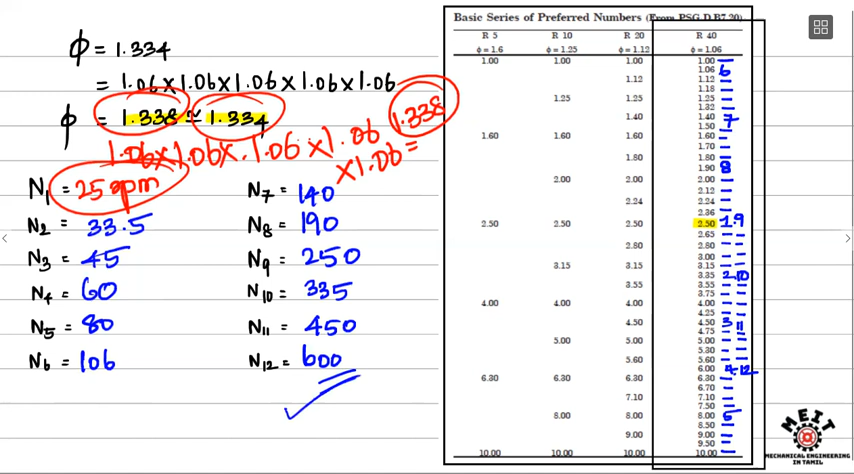 ϕ = 1.334
= 1.06 × 1.06 × 1.06 × 1.06 × 1.06
ϕ = 1.338 ≃ 1.334
1.338
1.06 × 1.06 × 1.06 × 1.06
× 1.06 =
N1 = 25 rpm
N2 = 33.5
N3 = 45
N4 = 60
N5 = 80
N6 = 106
N7 = 140
N8 = 190
N9 = 250
N10 = 335
N11 = 450
N12 = 600
Basic Series of Preferred Numbers (From PSG.D.B7.20)
R 5 R 10 R 20 R 40
ϕ = 1.6 ϕ = 1.25 ϕ = 1.12 ϕ = 1.06
1.00 1.00 1.00 1.00
1.06 6
1.12 1.12
1.18
1.25 1.25 1.25
1.32
1.40 1.40 7
1.50
1.60 1.60 1.60 1.60
1.70
1.80 1.80
1.90 8
2.00 2.00 2.00
2.12
2.24 2.24
2.36
2.50 2.50 2.50 2.50 1.9
2.65
2.80 2.80
3.00
3.15 3.15 3.15
3.35 2 10
3.55 3.55
3.75
4.00 4.00 4.00 4.00
4.25
4.50 4.50 3 11
4.75
5.00 5.00 5.00
5.30
5.60 5.60
6.00 4.12
6.30 6.30 6.30 6.30
6.70
7.10 7.10
7.50
8.00 8.00 8.00 5
8.50
9.00 9.00
9.50
10.00 10.00 10.00 10.00
MEIT
MECHANICAL ENGINEERING
IN TAMIL